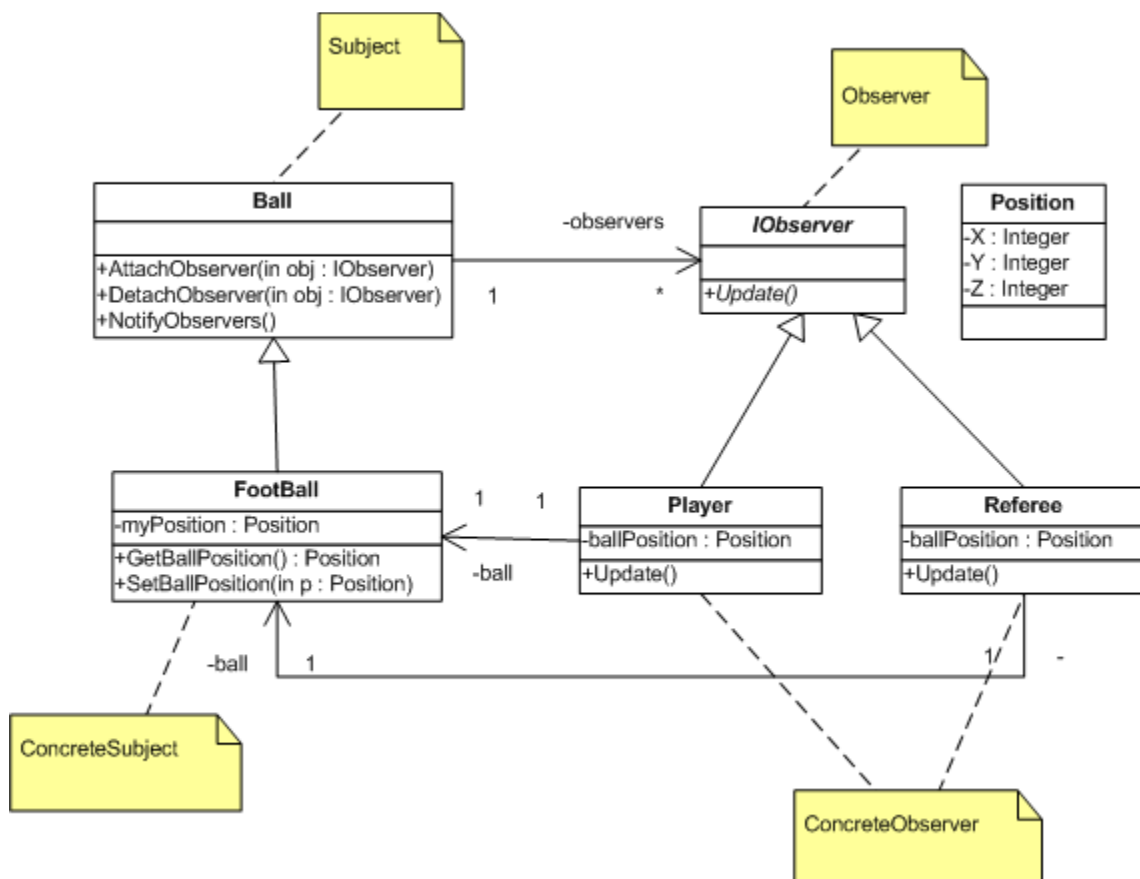 Subject
Observer
Ball
+AttachObserver(in obj : IObserver)
+DetachObserver(in obj : IObserver)
+NotifyObservers()
-observers
1
*
IObserver
+Update()
Position
-X : Integer
-Y : Integer
-Z : Integer
FootBall
-myPosition : Position
+GetBallPosition() : Position
+SetBallPosition(in p : Position)
1
1
-ball
Player
-ballPosition : Position
+Update()
Referee
-ballPosition : Position
+Update()
-ball
1
1
-
ConcreteSubject
ConcreteObserver